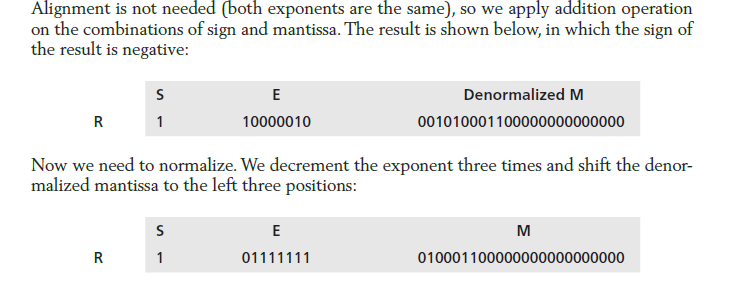 Alignment is not needed (both exponents are the same), so we apply addition operation
on the combinations of sign and mantissa. The result is shown below, in which the sign of
the result is negative:
S E Denormalized M
R 1 10000010 001010001100000000000000
Now we need to normalize. We decrement the exponent three times and shift the denor-
malized mantissa to the left three positions:
S E M
R 1 01111111 010001100000000000000000